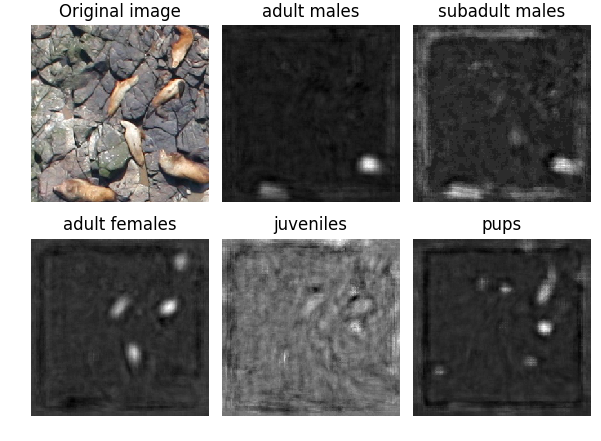 Original image
adult males
subadult males
adult females
juveniles
pups